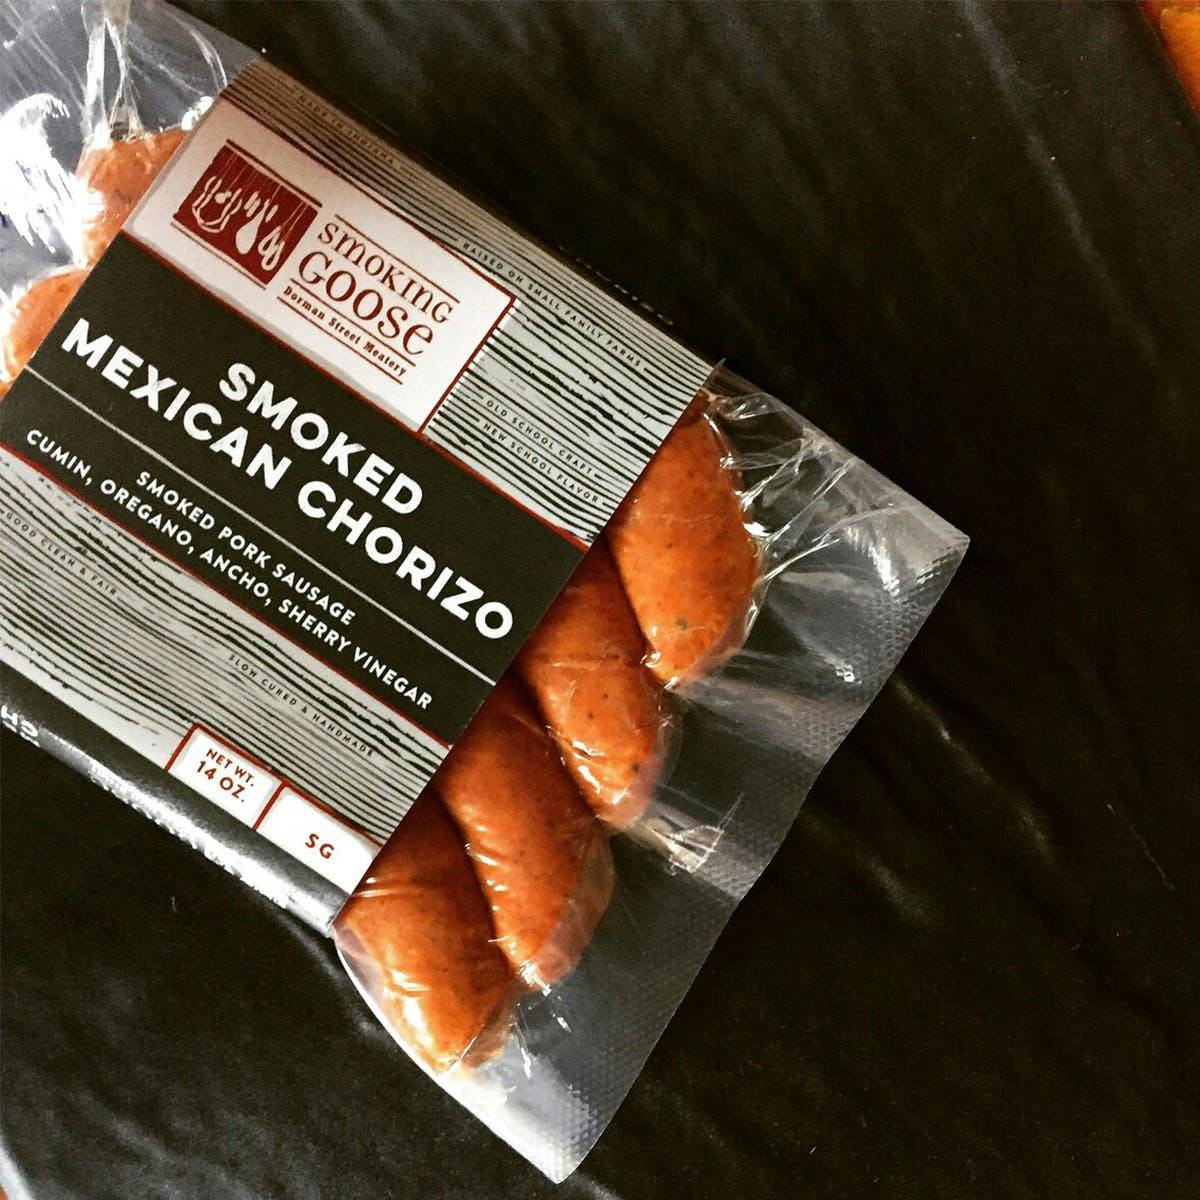 MADE IN INDIANA
SMOKING
GOOSE
Dorman Street Meatery
RAISED ON SMALL FAMILY FARMS
OLD SCHOOL CRAFT
NEW SCHOOL FLAVOR
SMOKED
MEXICAN CHORIZO
SMOKED PORK SAUSAGE
CUMIN, OREGANO, ANCHO, SHERRY VINEGAR
GOOD CLEAN & FAIR
SLOW CURED & HANDMADE
NET WT.
14 OZ.
SG